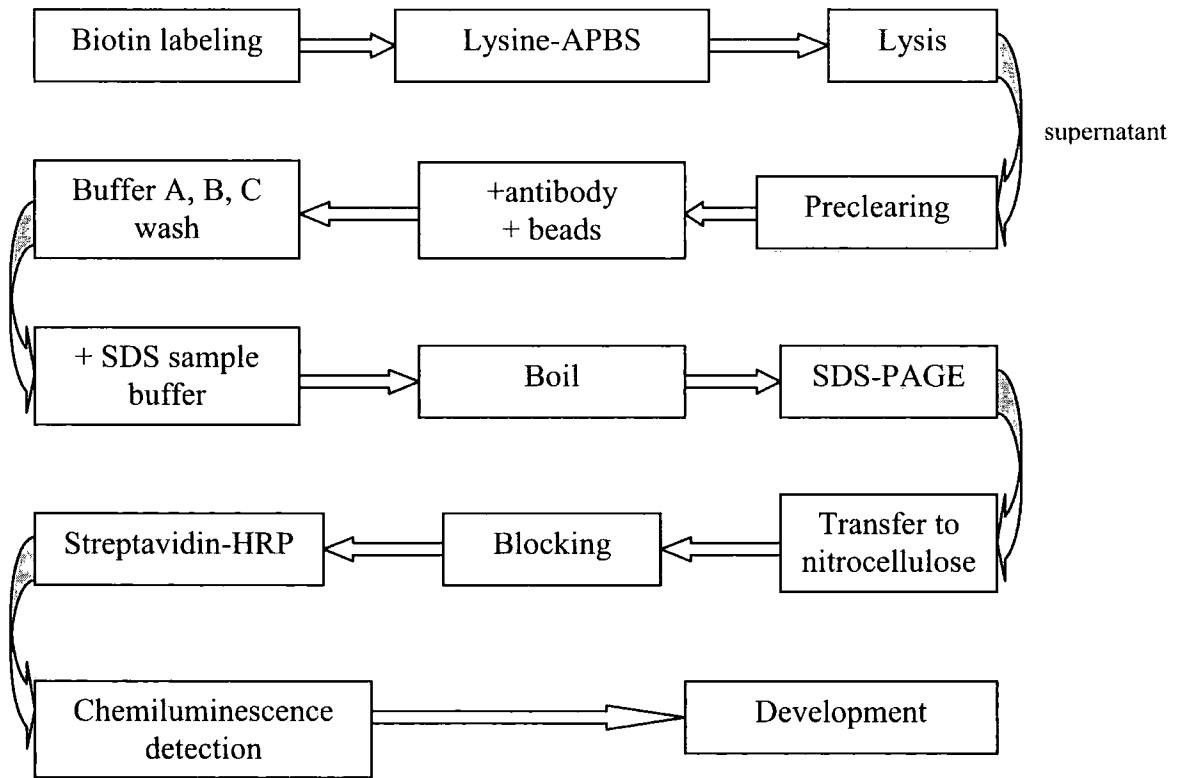 Biotin labeling
Lysine-APBS
Lysis
supernatant
Preclearing
+antibody
+ beads
Buffer A, B, C
wash
+ SDS sample
buffer
Boil
SDS-PAGE
Transfer to
nitrocellulose
Blocking
Streptavidin-HRP
Chemiluminescence
detection
Development